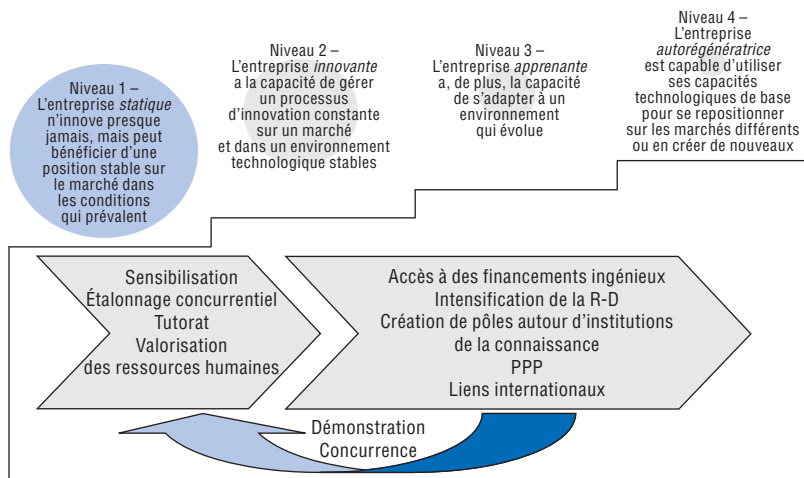 Niveau 1 –
L'entreprise statique
n'innove presque
jamais, mais peut
bénéficier d'une
position stable sur
le marché dans
les conditions
qui prévalent
Niveau 2 –
L'entreprise innovante
a la capacité de gérer
un processus
d'innovation constante
sur un marché
et dans un environnement
technologique stables
Niveau 3 –
L'entreprise apprenante
a, de plus, la capacité
de s'adapter à un
environnement
qui évolue
Niveau 4 –
L'entreprise
autorégénératrice
est capable d'utiliser
ses capacités
technologiques de base
pour se repositionner
sur les marchés différents
ou en créer de nouveaux
Sensibilisation
Étalonnage concurrentiel
Tutorat
Valorisation
des ressources humaines
Accès à des financements ingénieux
Intensification de la R-D
Création de pôles autour d'institutions
de la connaissance
PPP
Liens internationaux
Démonstration
Concurrence